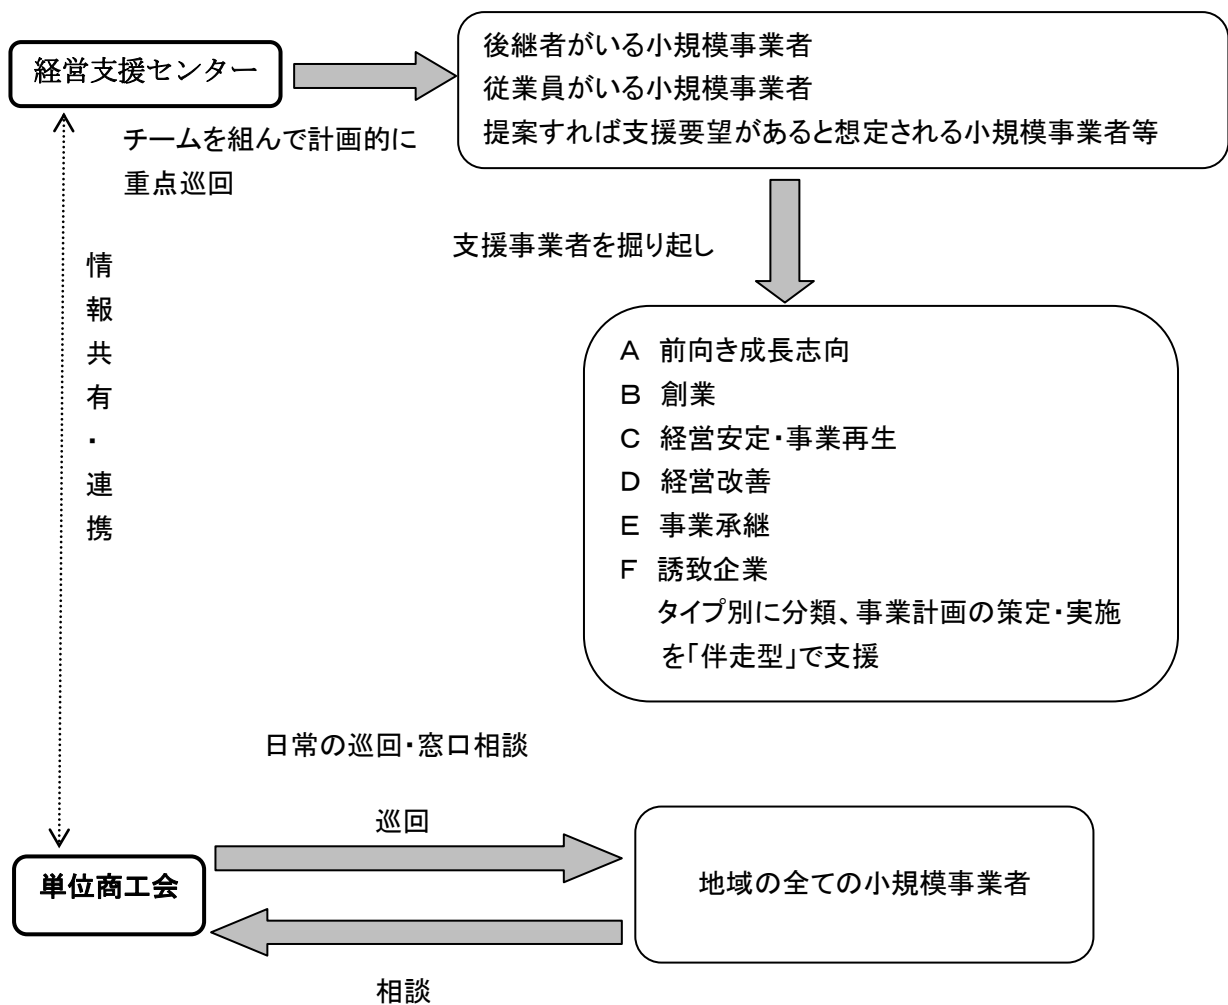 経営支援センター
後継者がいる小規模事業者
従業員がいる小規模事業者
提案すれば支援要望があると想定される小規模事業者等
チームを組んで計画的に
重点巡回
支援事業者を掘り起し
情報共有・連携
A 前向き成長志向
B 創業
C 経営安定・事業再生
D 経営改善
E 事業承継
F 誘致企業
タイプ別に分類、事業計画の策定・実施
を「伴走型」で支援
日常の巡回・窓口相談
巡回
単位商工会
地域の全ての小規模事業者
相談